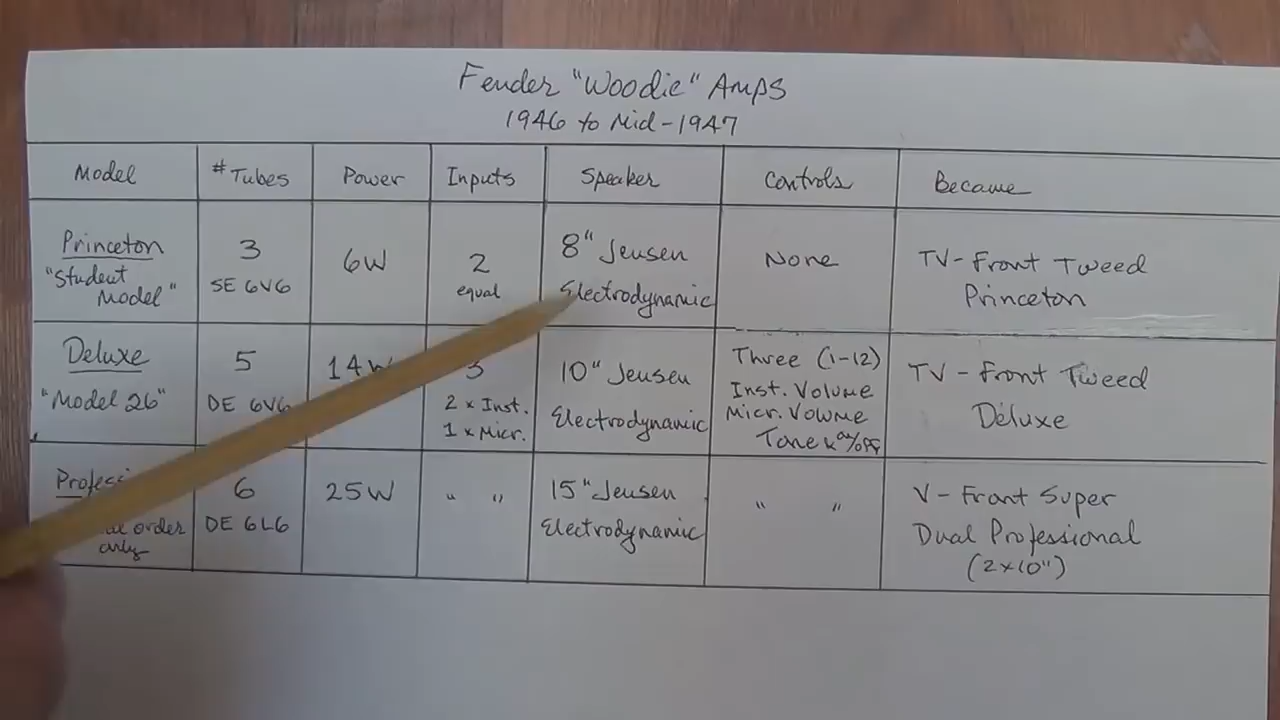 Fender "Woodie" Amps
1946 to Mid-1947
Model # Tubes Power Inputs Speaker Controls Became
Princeton
"Student
Model"
3
SE 6V6
6W
2
equal
8" Jensen
Electrodynamic
None
TV-Front Tweed
Princeton
Deluxe
"Model 26"
5
DE 6V6
14W
3
2 x Inst.
1 x Micr.
10" Jensen
Electrodynamic
Three (1-12)
Inst. Volume
Micr. Volume
Tone
TV-Front Tweed
Deluxe
order
only
6
DE 6L6
25W
" "
15" Jensen
Electrodynamic
" "
V-Front Super
Dual Professional
(2x10")